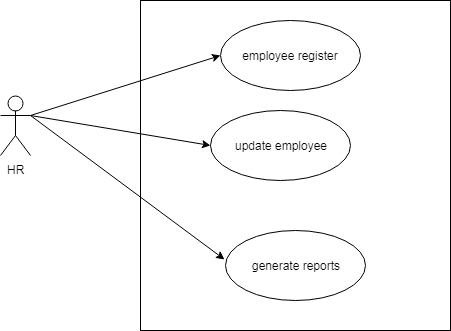 employee register
update employee
HR
generate reports